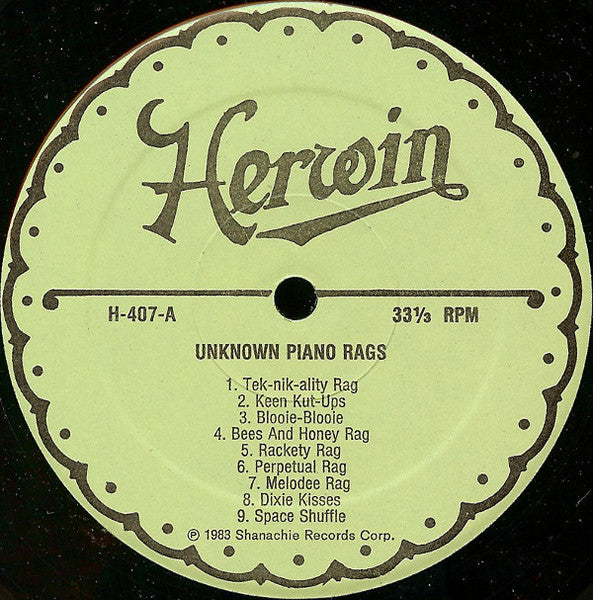 Herwin
H-407-A 33⅓ RPM
UNKNOWN PIANO RAGS
1. Tek-nik-ality Rag
2. Keen Kut-Ups
3. Blooie-Blooie
4. Bees And Honey Rag
5. Rackety Rag
6. Perpetual Rag
7. Melodee Rag
8. Dixie Kisses
9. Space Shuffle
℗ 1983 Shanachie Records Corp.